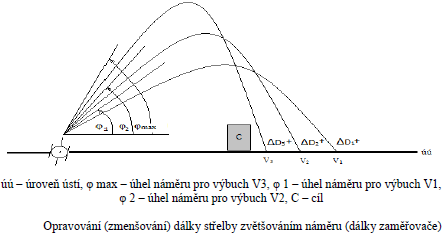 φ 1 φ 2 φmax
C ΔD3+ ΔD2+ ΔD1+
úú
V3 V2 V1
úú – úroveň ústí, φ max – úhel náměru pro výbuch V3, φ 1 – úhel náměru pro výbuch V1,
φ 2 – úhel náměru pro výbuch V2, C – cíl
Opravování (zmenšování) dálky střelby zvětšováním náměru (dálky zaměřovače)